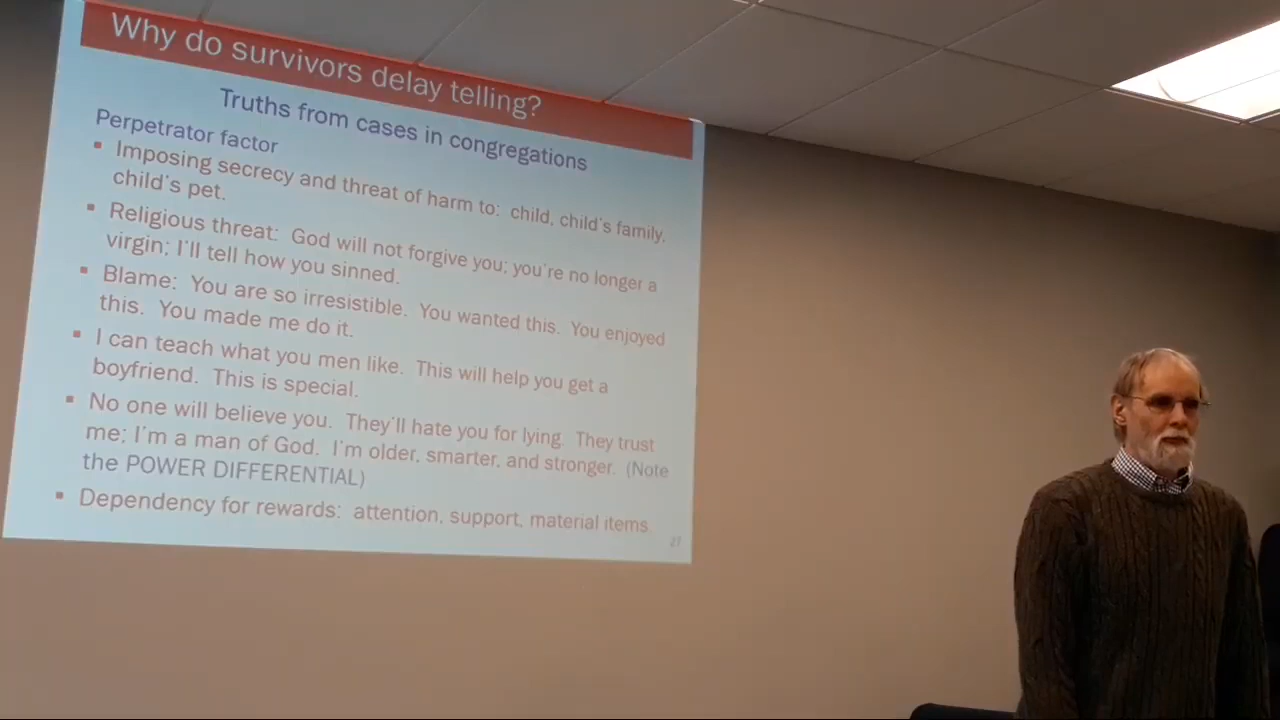 Why do survivors delay telling?
Truths from cases in congregations
Perpetrator factor
▪ Imposing secrecy and threat of harm to: child, child's family,
child's pet.
▪ Religious threat: God will not forgive you; you're no longer a
virgin; I'll tell how you sinned.
▪ Blame: You are so irresistible. You wanted this. You enjoyed
this. You made me do it.
▪ I can teach what you men like. This will help you get a
boyfriend. This is special.
▪ No one will believe you. They'll hate you for lying. They trust
me; I'm a man of God. I'm older, smarter, and stronger. (Note
the POWER DIFFERENTIAL)
▪ Dependency for rewards: attention, support, material items.
27